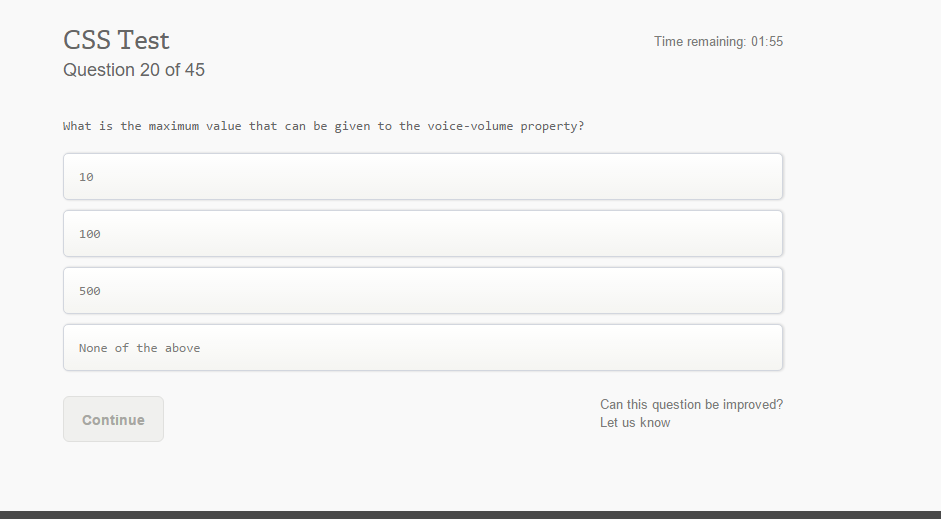 CSS Test
Time remaining: 01:55
Question 20 of 45
What is the maximum value that can be given to the voice-volume property?
10
100
500
None of the above
Continue
Can this question be improved?
Let us know